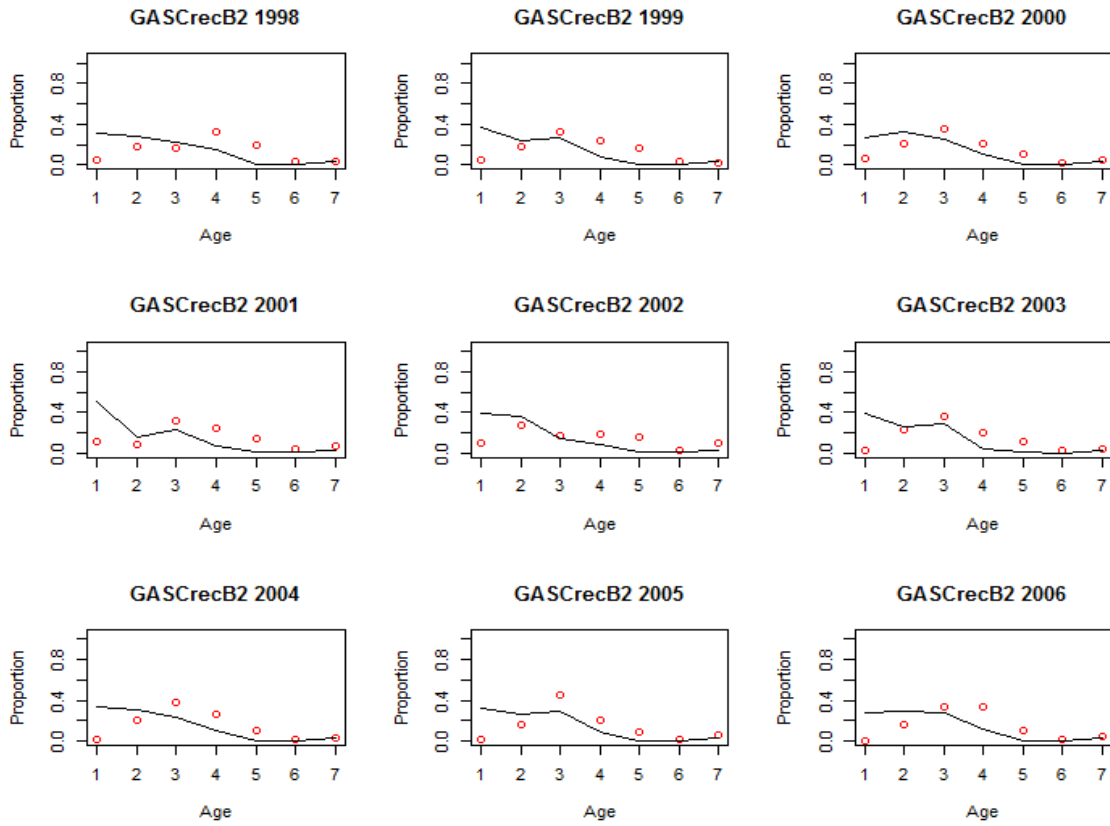 GASCrecB2 1998 GASCrecB2 1999 GASCrecB2 2000
Proportion Proportion Proportion
0.0 0.4 0.8 0.0 0.4 0.8 0.0 0.4 0.8
1 2 3 4 5 6 7 1 2 3 4 5 6 7 1 2 3 4 5 6 7
Age Age Age
GASCrecB2 2001 GASCrecB2 2002 GASCrecB2 2003
Proportion Proportion Proportion
0.0 0.4 0.8 0.0 0.4 0.8 0.0 0.4 0.8
1 2 3 4 5 6 7 1 2 3 4 5 6 7 1 2 3 4 5 6 7
Age Age Age
GASCrecB2 2004 GASCrecB2 2005 GASCrecB2 2006
Proportion Proportion Proportion
0.0 0.4 0.8 0.0 0.4 0.8 0.0 0.4 0.8
1 2 3 4 5 6 7 1 2 3 4 5 6 7 1 2 3 4 5 6 7
Age Age Age